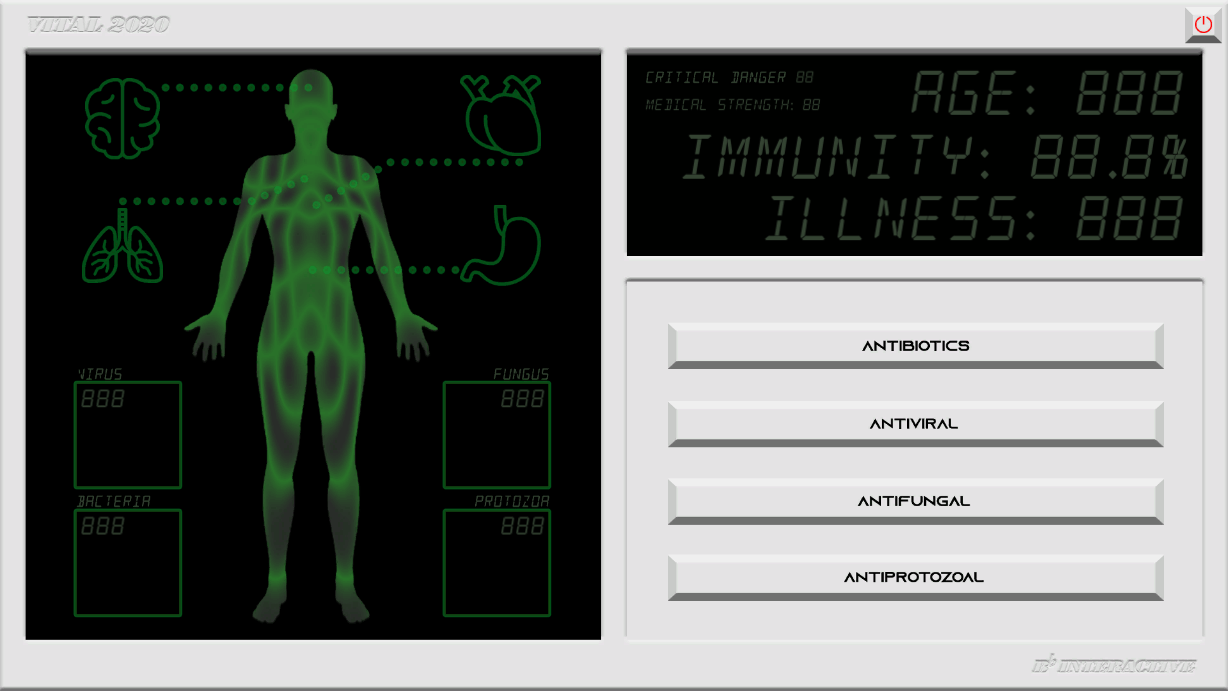 VITAL 2020
CRITICAL DANGER 88
MEDICAL STRENGTH: 88
AGE: 888
IMMUNITY: 88.8%
ILLNESS: 888
VIRUS
888
FUNGUS
888
BACTERIA
888
PROTOZOA
888
ANTIBIOTICS
ANTIVIRAL
ANTIFUNGAL
ANTIPROTOZOAL
INTERACTIVE